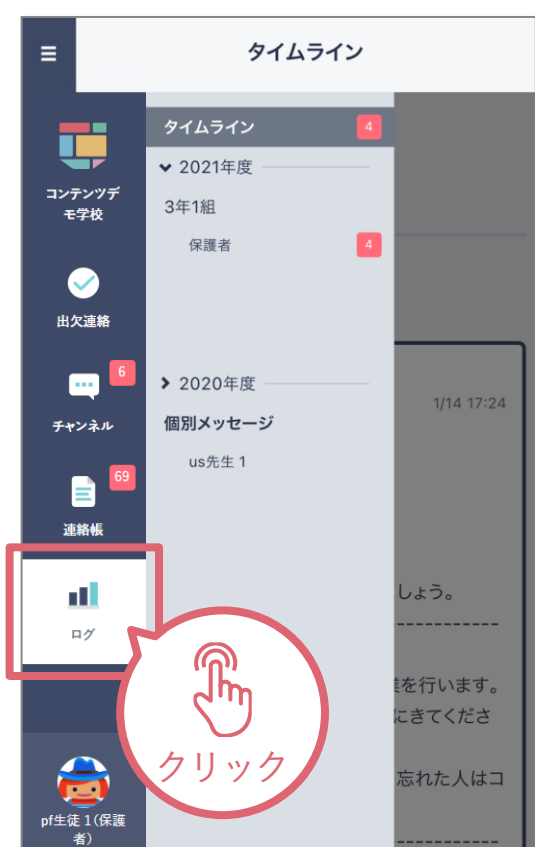 タイムライン
タイムライン 4
2021年度
3年1組
保護者 4
2020年度
個別メッセージ
us先生 1
コンテンツデ
モ学校
出欠連絡
6
チャンネル
69
連絡帳
ログ
クリック
pf生徒 1(保護
者)
1/14 17:24
しょう。
-----------
を行います。
にきてくださ
忘れた人はコ
-----------